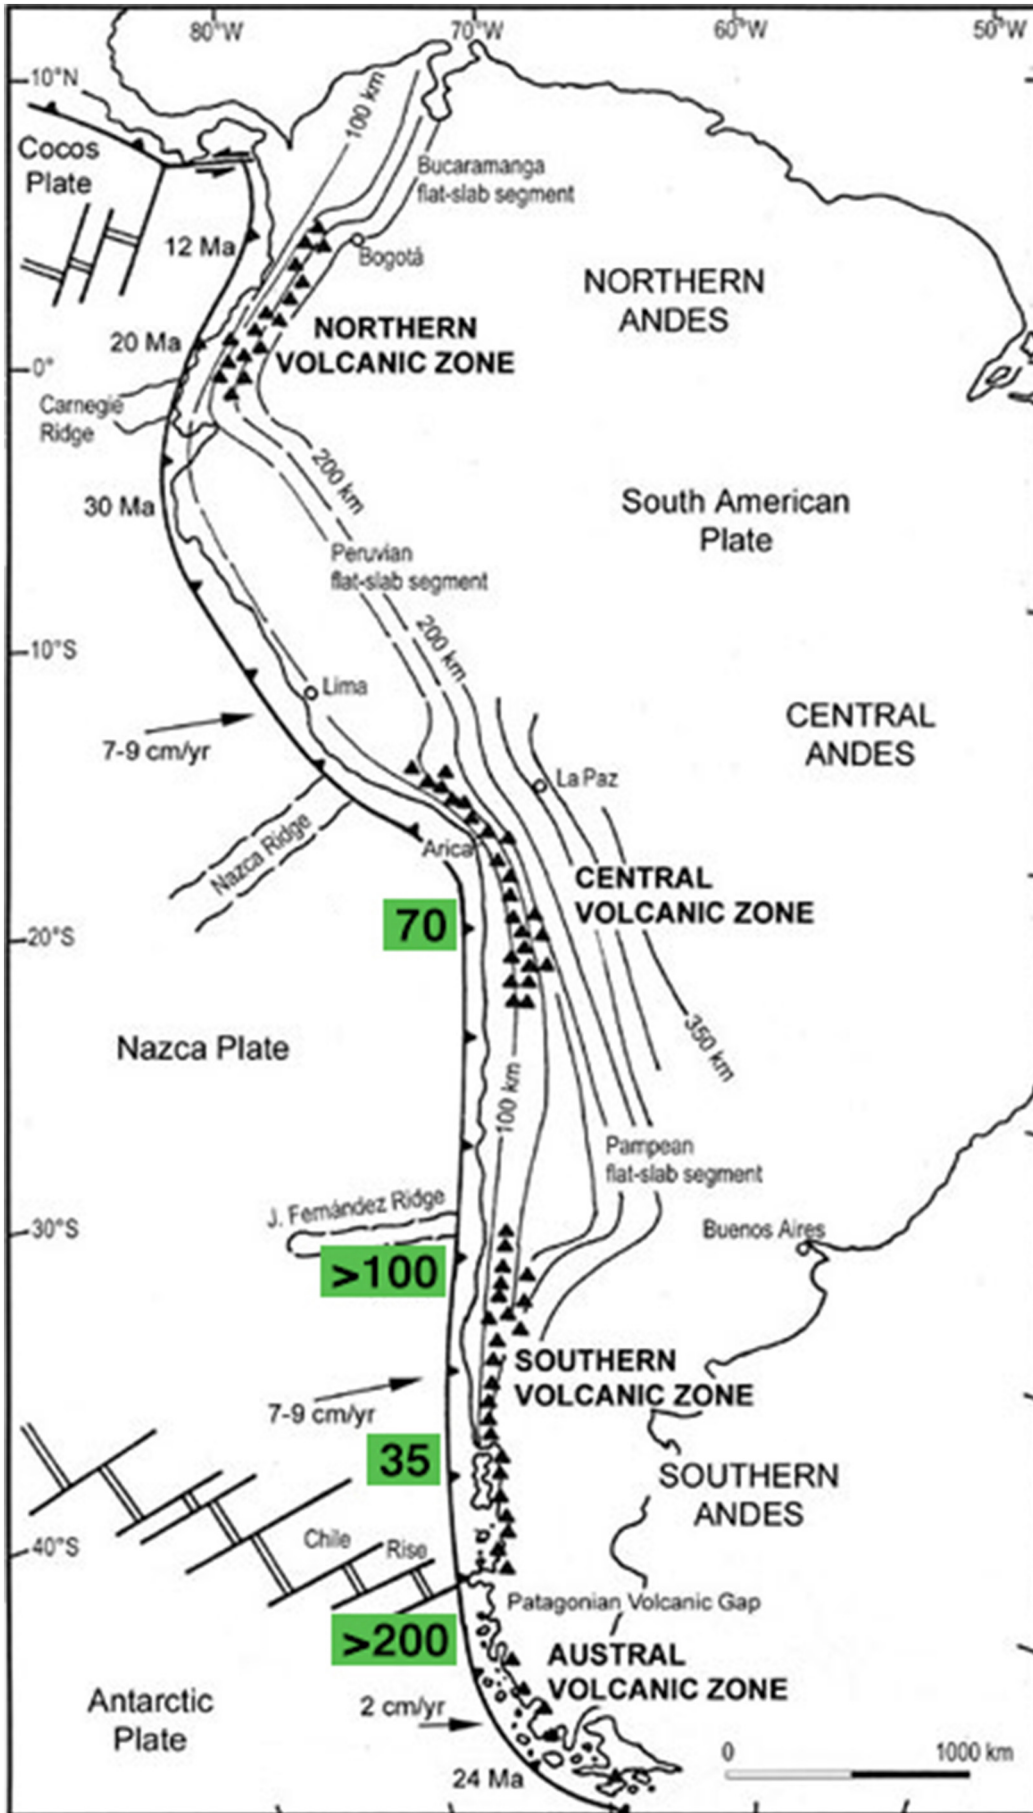 80°W
70°W
60°W
50°W
10°N
100 km
Cocos
Plate
Bucaramanga
flat-slab segment
12 Ma
Bogotá
NORTHERN
ANDES
20 Ma
NORTHERN
VOLCANIC ZONE
0°
Carnegie
Ridge
200 km
30 Ma
South American
Plate
Peruvian
flat-slab segment
10°S
200 km
Lima
7-9 cm/yr
CENTRAL
ANDES
La Paz
Nazca Ridge
Arica
CENTRAL
VOLCANIC ZONE
70
20°S
350 km
Nazca Plate
100 km
Pampean
flat-slab segment
J. Fernández Ridge
30°S
Buenos Aires
>100
SOUTHERN
VOLCANIC ZONE
7-9 cm/yr
35
SOUTHERN
ANDES
40°S
Chile
Rise
Patagonian Volcanic Gap
>200
AUSTRAL
VOLCANIC ZONE
Antarctic
Plate
2 cm/yr
24 Ma
0
1000 km